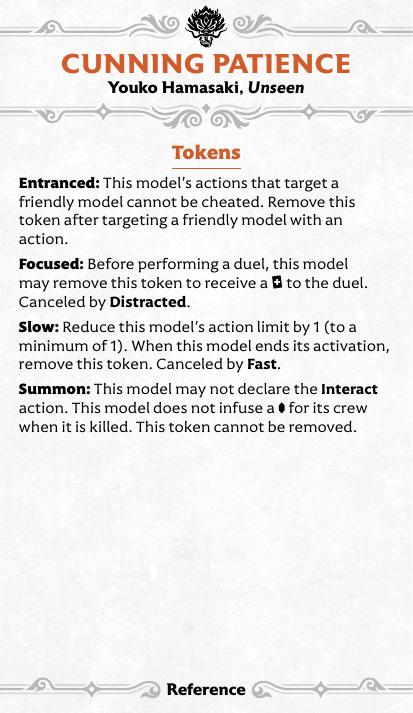 CUNNING PATIENCE
Youko Hamasaki, Unseen
Tokens
Entranced: This model's actions that target a
friendly model cannot be cheated. Remove this
token after targeting a friendly model with an
action.
Focused: Before performing a duel, this model
may remove this token to receive a + to the duel.
Canceled by Distracted.
Slow: Reduce this model's action limit by 1 (to a
minimum of 1). When this model ends its activation,
remove this token. Canceled by Fast.
Summon: This model may not declare the Interact
action. This model does not infuse a for its crew
when it is killed. This token cannot be removed.
Reference